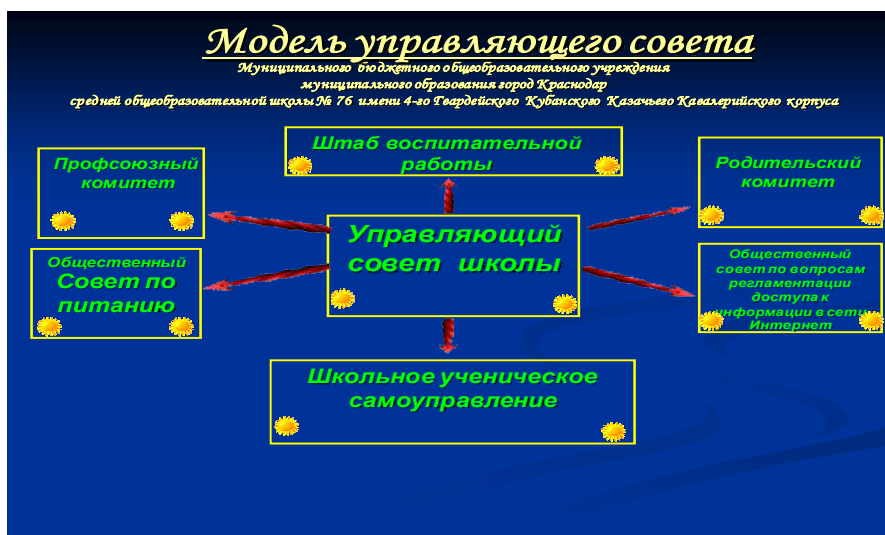 Модель управляющего совета
Муниципального бюджетного общеобразовательного учреждения
муниципального образования город Краснодар
средней общеобразовательной школы № 76 имени 4-го Гвардейского Кубанского Казачьего Кавалерийского корпуса
Штаб воспитательной
работы
Профсоюзный
комитет
Родительский
комитет
Управляющий
совет школы
Общественный
Совет по
питанию
Общественный
совет по вопросам
регламентации
доступа к
информации в сети
Интернет
Школьное ученическое
самоуправление